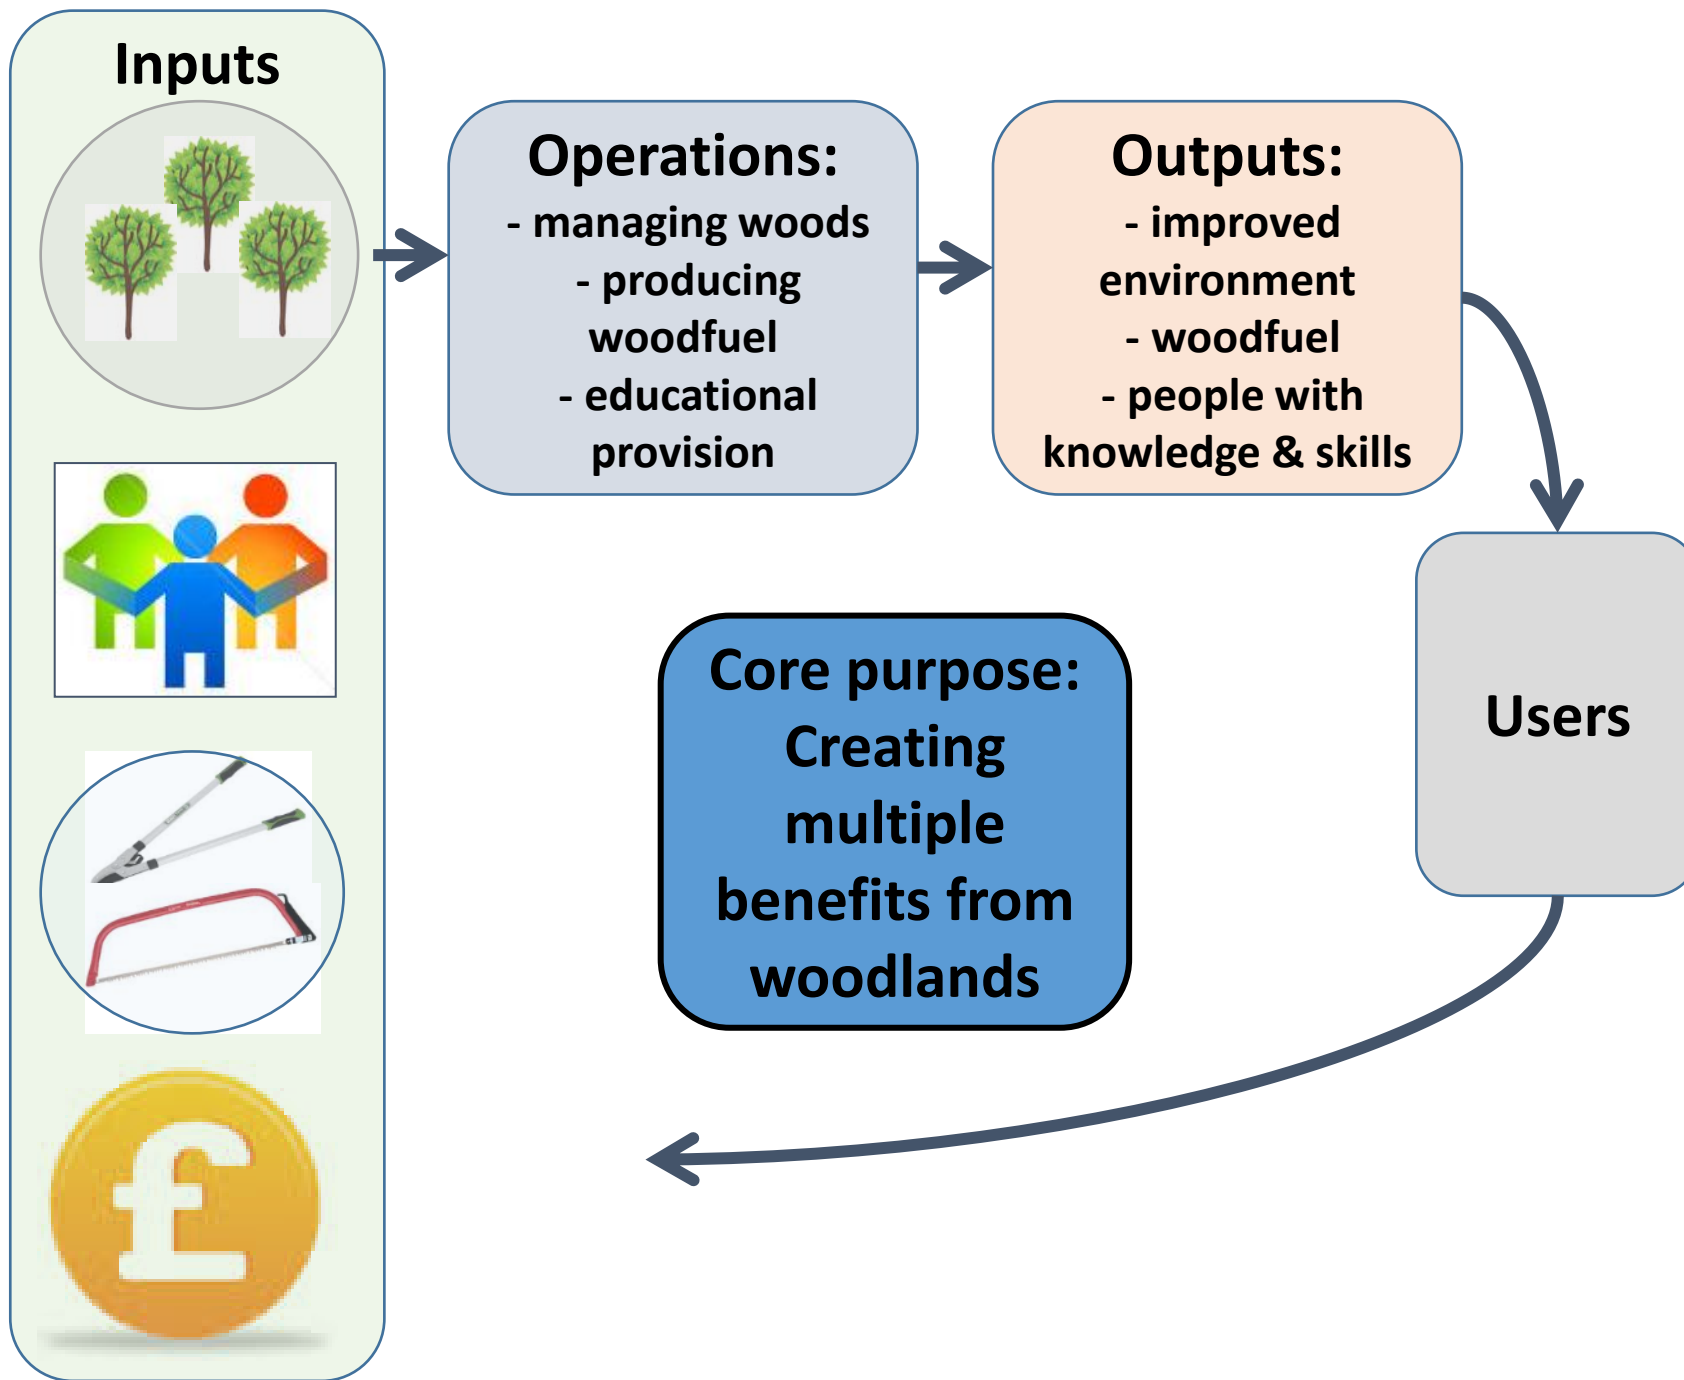 Inputs
Operations:
- managing woods
- producing
woodfuel
- educational
provision
Outputs:
- improved
environment
- woodfuel
- people with
knowledge & skills
Core purpose:
Creating
multiple
benefits from
woodlands
Users
£